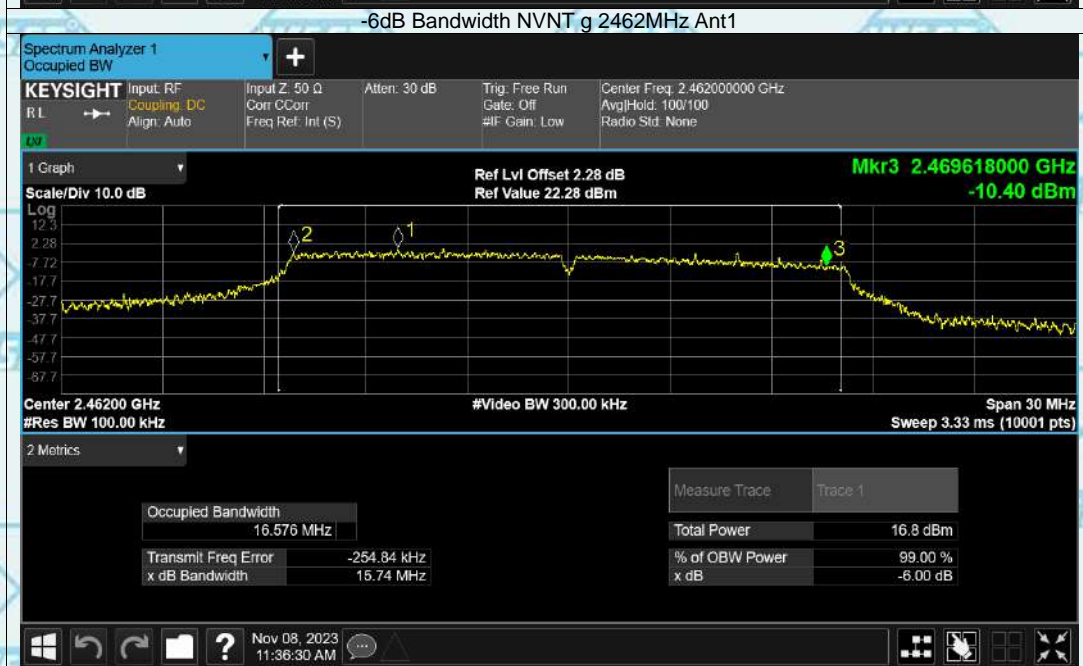 -6dB Bandwidth NVNT g 2462MHz Ant1
Spectrum Analyzer 1
Occupied BW
+
KEYSIGHT Input: RF Input Z: 50 Ω Atten: 30 dB Trig: Free Run Center Freq: 2.462000000 GHz
R L Coupling: DC Corr CCorr Gate: Off Avg|Hold: 100/100
Align: Auto Freq Ref: Int (S) #IF Gain: Low Radio Std: None
LXI
1 Graph Ref Lvl Offset 2.28 dB Mkr3 2.469618000 GHz
Scale/Div 10.0 dB Ref Value 22.28 dBm -10.40 dBm
Log
12.3
2.28
-7.72
-17.7
-27.7
-37.7
-47.7
-57.7
-67.7
2 1 3
Center 2.46200 GHz #Video BW 300.00 kHz Span 30 MHz
#Res BW 100.00 kHz Sweep 3.33 ms (10001 pts)
2 Metrics
Measure Trace Trace 1
Occupied Bandwidth
16.576 MHz Total Power 16.8 dBm
Transmit Freq Error -254.84 kHz % of OBW Power 99.00 %
x dB Bandwidth 15.74 MHz x dB -6.00 dB
? Nov 08, 2023
11:36:30 AM